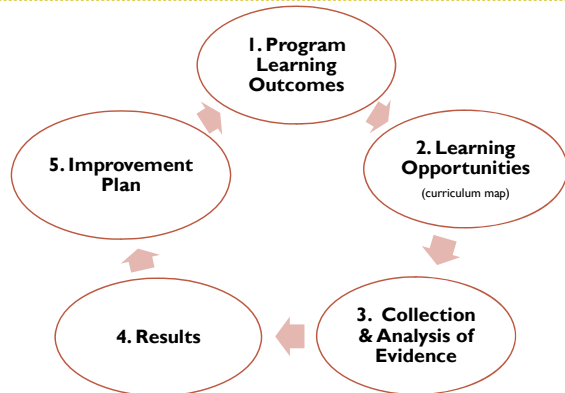 1. Program
Learning
Outcomes
2. Learning
Opportunities
(curriculum map)
3. Collection
& Analysis of
Evidence
4. Results
5. Improvement
Plan